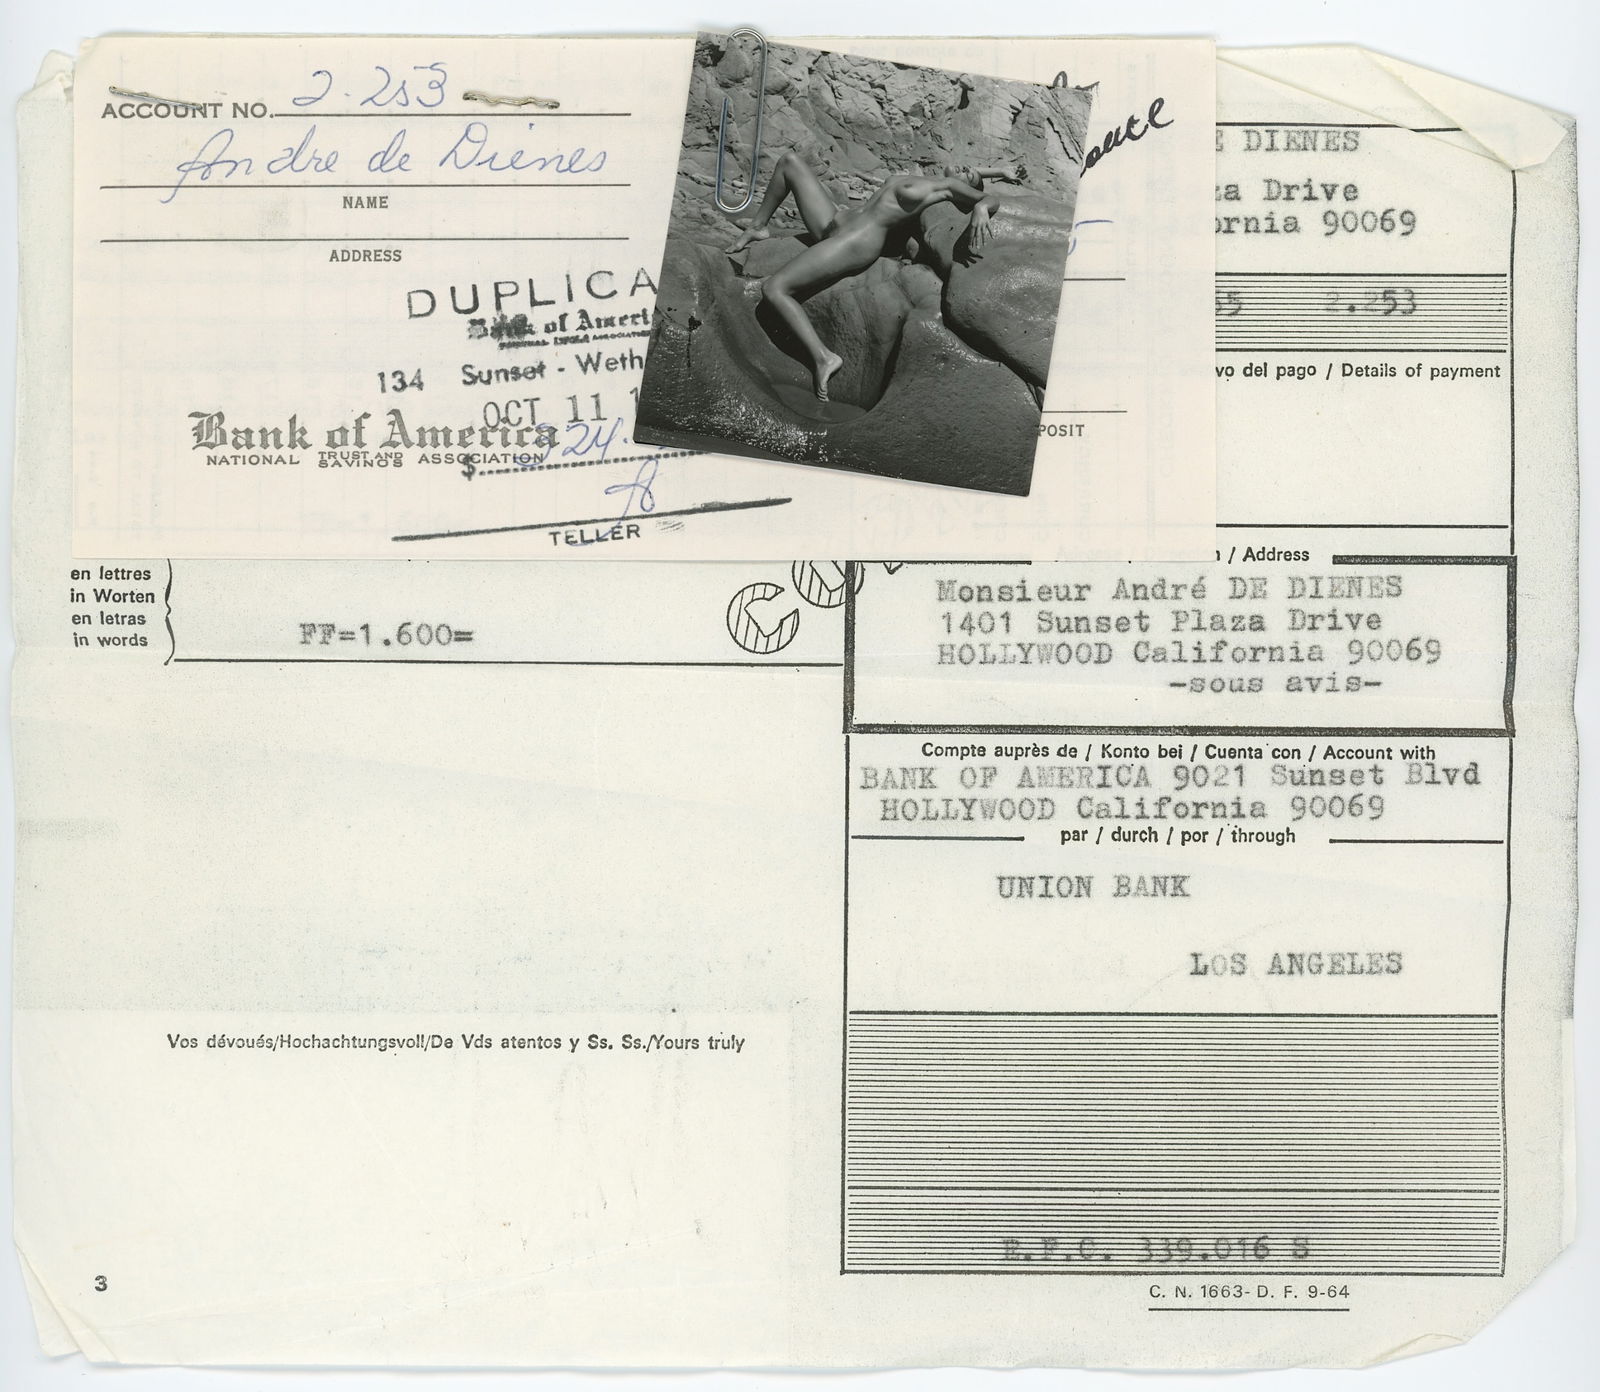 ACCOUNT NO. 2-253
Andre de Dienes
NAME
ADDRESS
DUPLICA
Bank of Ameri
134 Sunset - Weth
OCT 11 1
Bank of America
NATIONAL TRUST AND SAVINGS ASSOCIATION
$ 324.
TELLER
E DIENES
za Drive
ornia 90069
65 2.253
vo del pago / Details of payment
POSIT
n / Address
en lettres
in Worten
en letras
in words
FF=1.600=
CO
Monsieur André DE DIENES
1401 Sunset Plaza Drive
HOLLYWOOD California 90069
-sous avis-
Compte auprès de / Konto bei / Cuenta con / Account with
BANK OF AMERICA 9021 Sunset Blvd
HOLLYWOOD California 90069
par / durch / por / through
UNION BANK
LOS ANGELES
Vos dévoués/Hochachtungsvoll/De Vds atentos y Ss. Ss./Yours truly
E.F.C. 339.016 S
3
C. N. 1663- D. F. 9-64